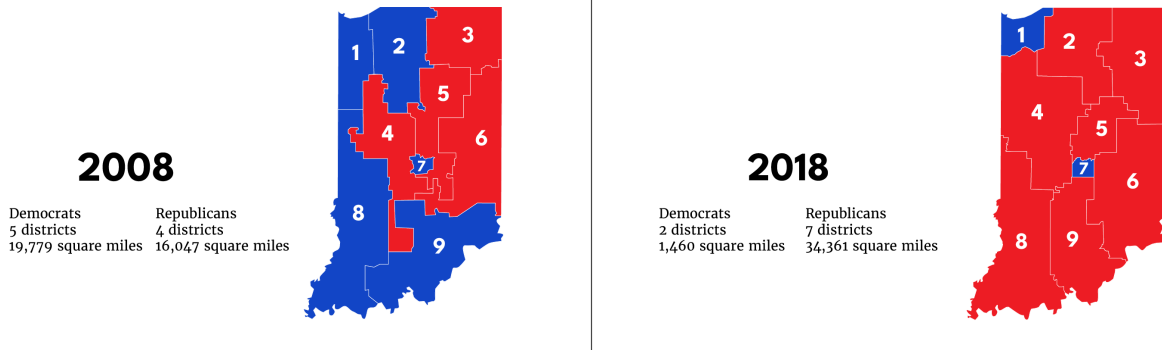 2008
Democrats
5 districts
19,779 square miles
Republicans
4 districts
16,047 square miles
1
2
3
5
4
6
7
8
9
2018
Democrats
2 districts
1,460 square miles
Republicans
7 districts
34,361 square miles
1
2
3
4
5
7
6
8
9